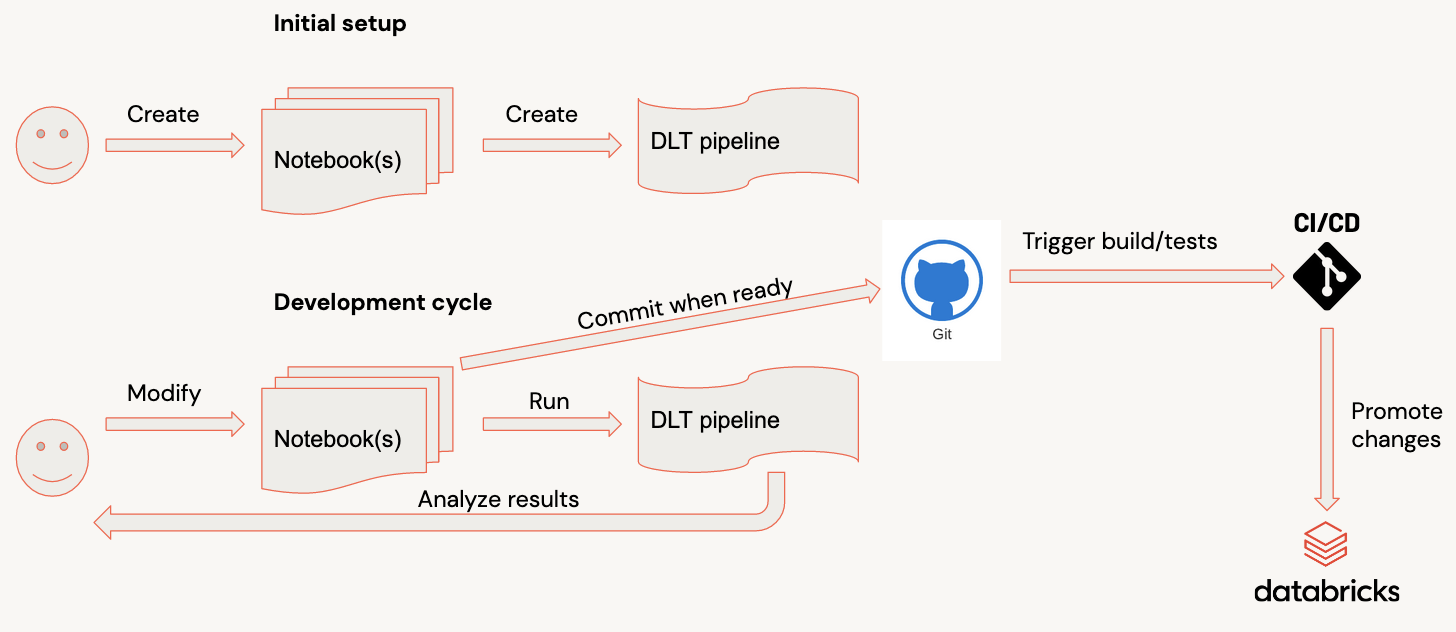 Initial setup
Create
Notebook(s)
Create
DLT pipeline
Development cycle
Modify
Notebook(s)
Run
DLT pipeline
Analyze results
Commit when ready
Git
Trigger build/tests
CI/CD
Promote
changes
databricks